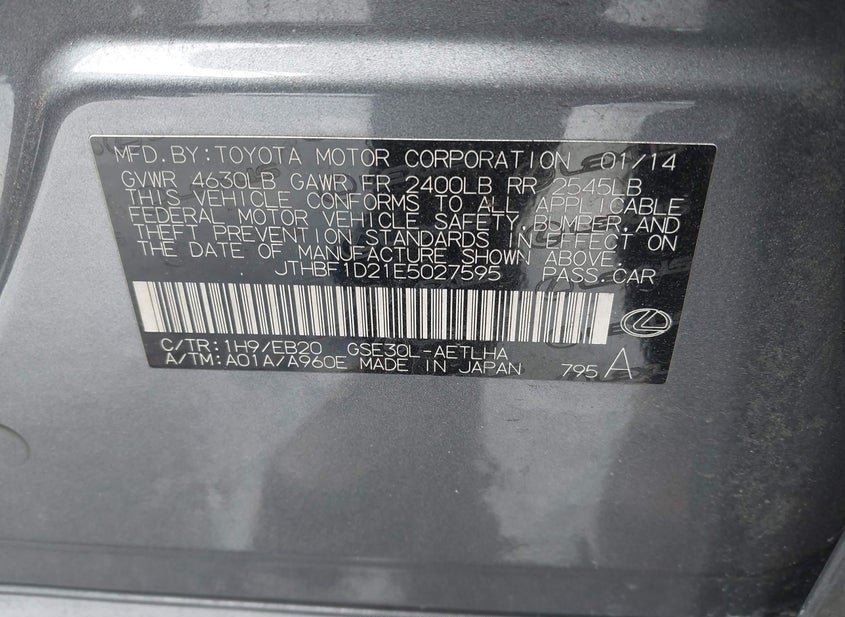 MFD.BY:TOYOTA MOTOR CORPORATION 01/14
GVWR 4630LB GAWR FR 2400LB RR 2545LB
THIS VEHICLE CONFORMS TO ALL APPLICABLE
FEDERAL MOTOR VEHICLE SAFETY,BUMPER,AND
THEFT PREVENTION STANDARDS IN EFFECT ON
THE DATE OF MANUFACTURE SHOWN ABOVE.
JTHBF1D21E5027595 PASS.CAR
C/TR:1H9/EB20 GSE30L-AETLHA
A/TM:A01A/A960E MADE IN JAPAN 795 A